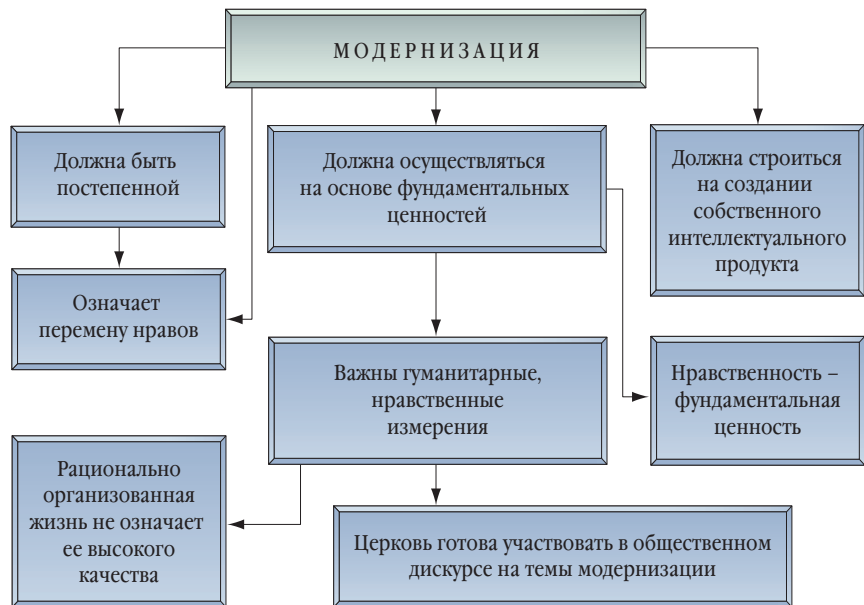 МОДЕРНИЗАЦИЯ
Должна быть
постепенной
Должна осуществляться
на основе фундаментальных
ценностей
Должна строиться
на создании
собственного
интеллектуального
продукта
Означает
перемену нравов
Важны гуманитарные,
нравственные
измерения
Нравственность –
фундаментальная
ценность
Рационально
организованная
жизнь не означает
ее высокого
качества
Церковь готова участвовать в общественном
дискурсе на темы модернизации